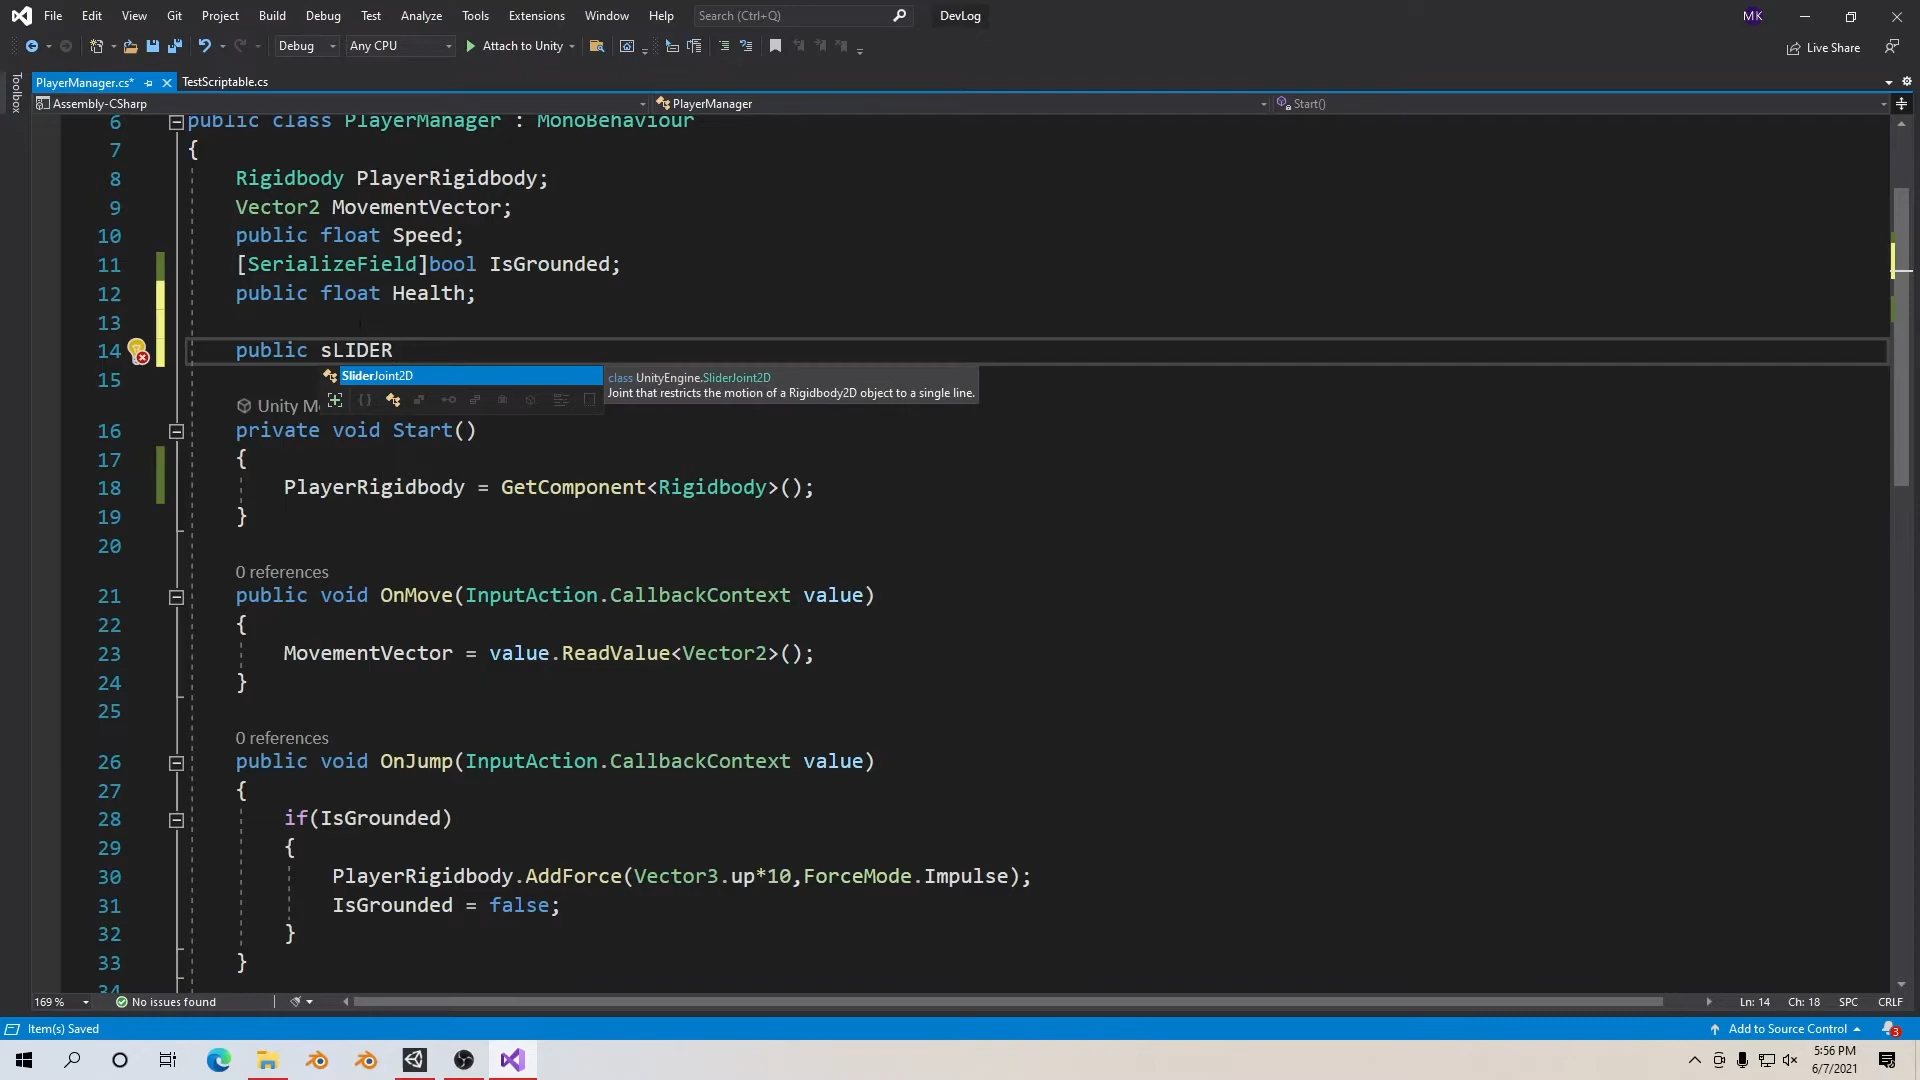 File Edit View Git Project Build Debug Test Analyze Tools Extensions Window Help Search (Ctrl+Q) DevLog MK
Debug Any CPU Attach to Unity Live Share
Toolbox
PlayerManager.cs* TestScriptable.cs
Assembly-CSharp PlayerManager Start()
6 public class PlayerManager : MonoBehaviour
7 {
8 Rigidbody PlayerRigidbody;
9 Vector2 MovementVector;
10 public float Speed;
11 [SerializeField]bool IsGrounded;
12 public float Health;
13
14 public sLIDER
SliderJoint2D class UnityEngine.SliderJoint2D
Joint that restricts the motion of a Rigidbody2D object to a single line.
15
Unity M
16 private void Start()
17 {
18 PlayerRigidbody = GetComponent<Rigidbody>();
19 }
20
0 references
21 public void OnMove(InputAction.CallbackContext value)
22 {
23 MovementVector = value.ReadValue<Vector2>();
24 }
25
0 references
26 public void OnJump(InputAction.CallbackContext value)
27 {
28 if(IsGrounded)
29 {
30 PlayerRigidbody.AddForce(Vector3.up*10,ForceMode.Impulse);
31 IsGrounded = false;
32 }
33 }
34
169 % No issues found Ln: 14 Ch: 18 SPC CRLF
Item(s) Saved Add to Source Control 3
5:56 PM
6/7/2021